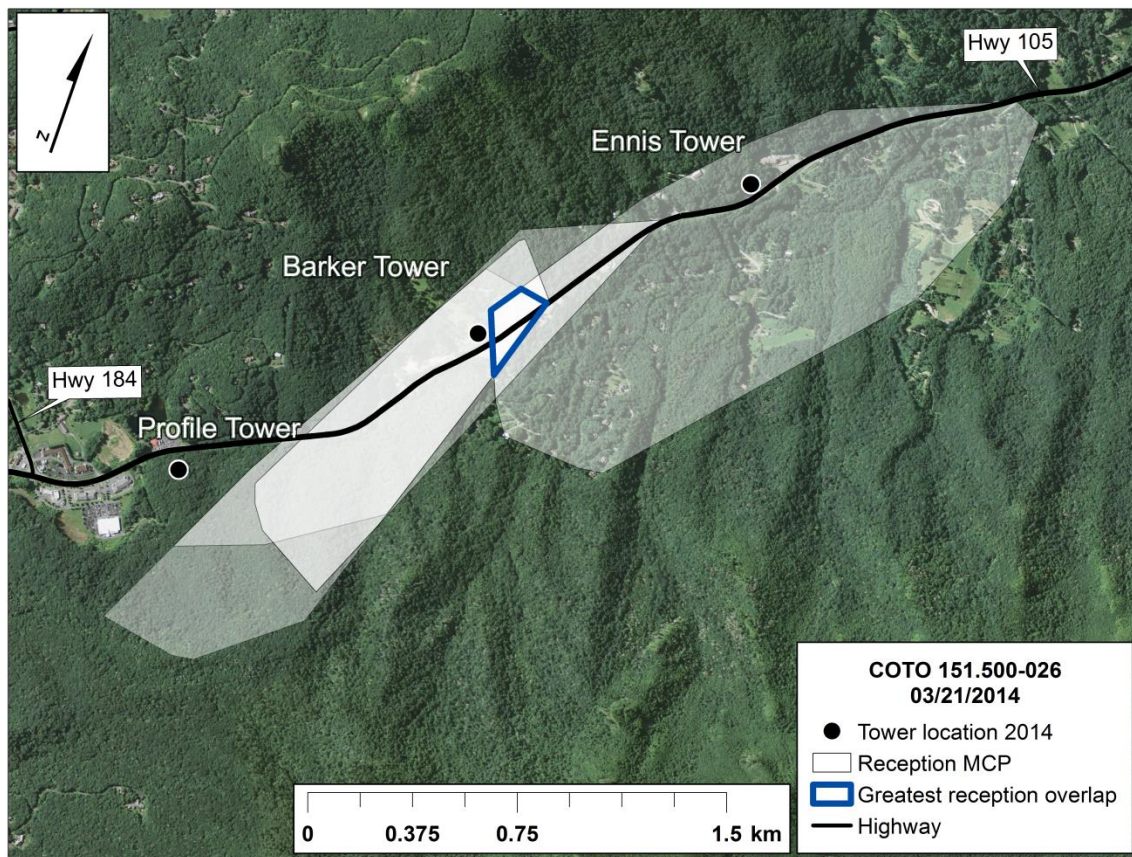 Z
Hwy 105
Ennis Tower
Barker Tower
Hwy 184
Profile Tower
COTO 151.500-026
03/21/2014
Tower location 2014
Reception MCP
Greatest reception overlap
Highway
0 0.375 0.75 1.5 km